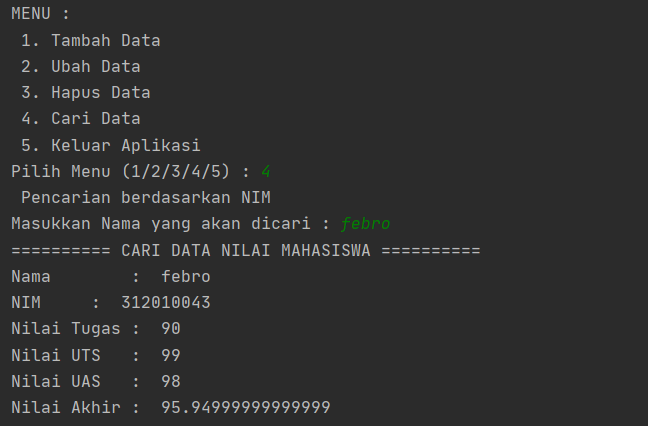 MENU :
 1. Tambah Data
 2. Ubah Data
 3. Hapus Data
 4. Cari Data
 5. Keluar Aplikasi
Pilih Menu (1/2/3/4/5) : 4
 Pencarian berdasarkan NIM
Masukkan Nama yang akan dicari : febro
========== CARI DATA NILAI MAHASISWA ==========
Nama        :  febro
NIM     :  312010043
Nilai Tugas :  90
Nilai UTS   :  99
Nilai UAS   :  98
Nilai Akhir :  95.94999999999999